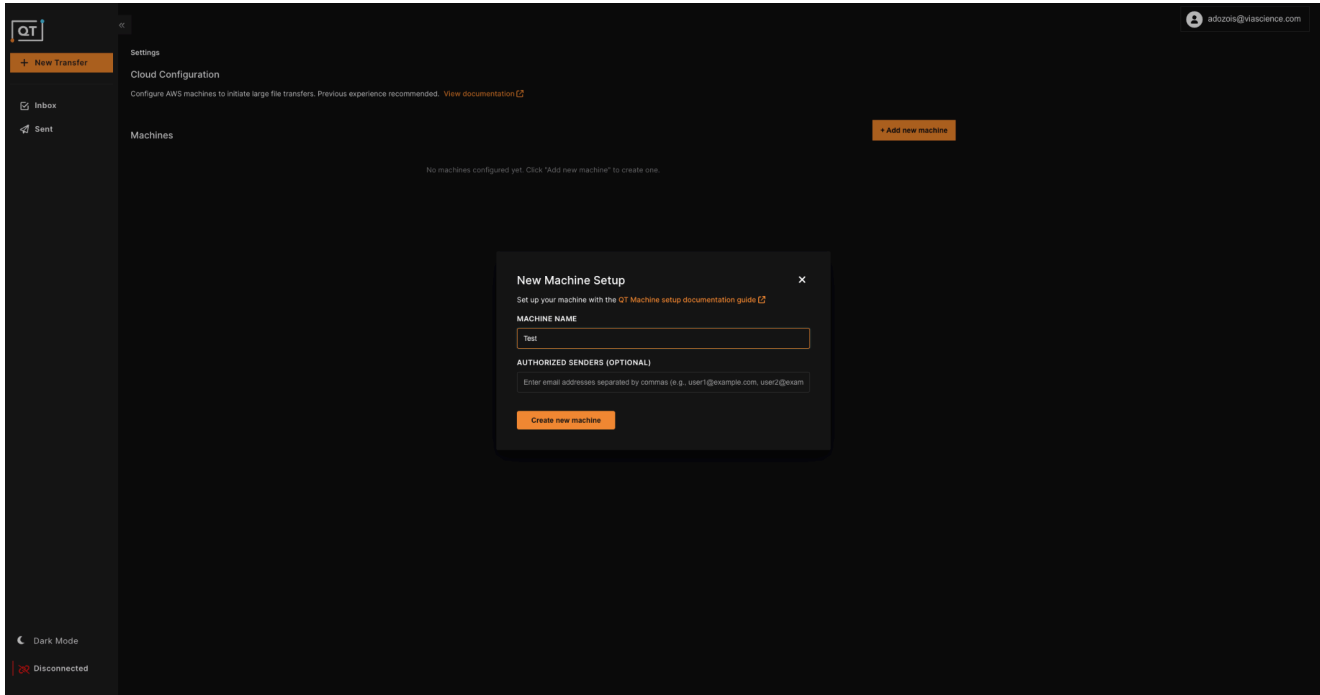 QT
«
adozois@viascience.com
+ New Transfer
Settings
Cloud Configuration
Configure AWS machines to initiate large file transfers. Previous experience recommended. View documentation
Inbox
Sent
Machines
+ Add new machine
No machines configured yet. Click "Add new machine" to create one.
New Machine Setup
Set up your machine with the QT Machine setup documentation guide
MACHINE NAME
Test
AUTHORIZED SENDERS (OPTIONAL)
Enter email addresses separated by commas (e.g., user1@example.com, user2@exam
Create new machine
Dark Mode
Disconnected